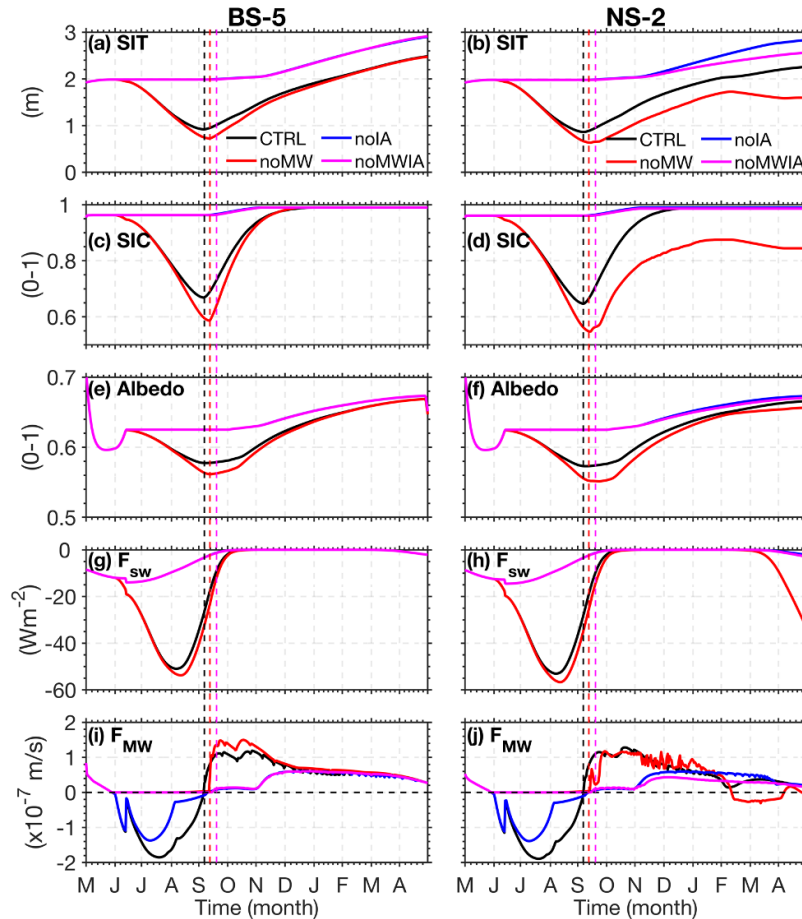 BS-5 NS-2
(a) SIT (b) SIT
3
2
1
0
(m)
CTRL noIA CTRL noIA
noMW noMWIA noMW noMWIA
(c) SIC (d) SIC
1
0.8
0.6
(0-1)
(e) Albedo (f) Albedo
0.7
0.6
0.5
(0-1)
(g) Fsw (h) Fsw
0
-20
-40
-60
(Wm-2)
(i) FMW (j) FMW
2
1
0
-1
-2
(x10-7 m/s)
M J J A S O N D J F M A M J J A S O N D J F M A
Time (month) Time (month)